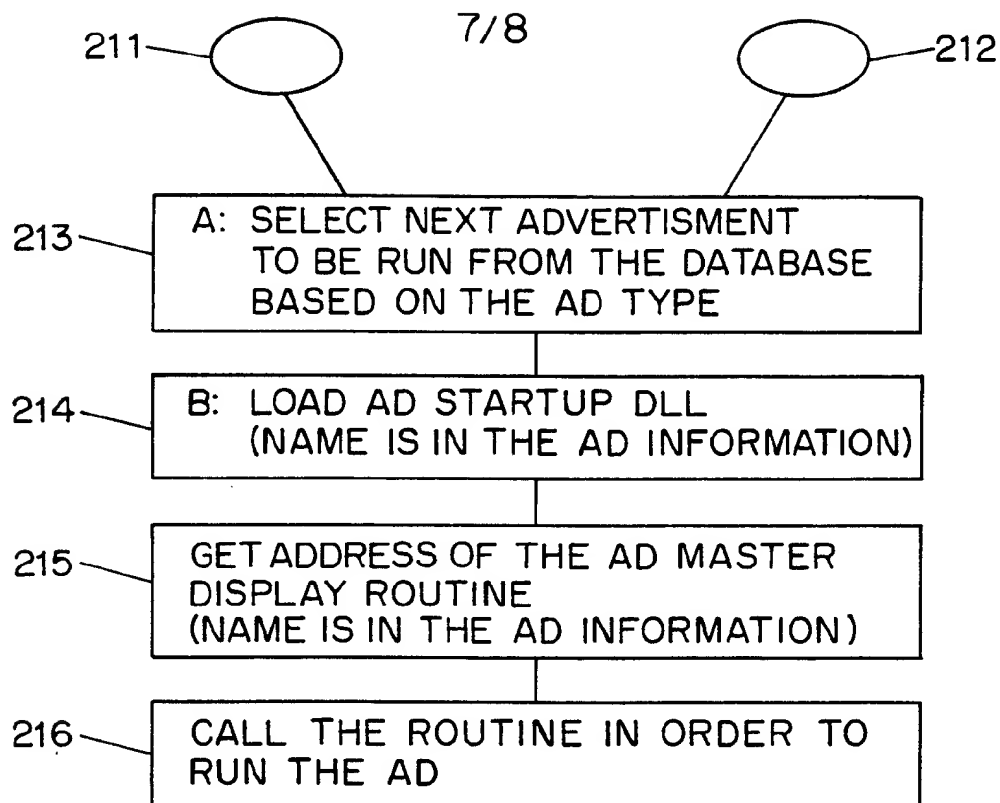 7/8
211
212
213
A: SELECT NEXT ADVERTISMENT
TO BE RUN FROM THE DATABASE
BASED ON THE AD TYPE
214
B: LOAD AD STARTUP DLL
(NAME IS IN THE AD INFORMATION)
215
GET ADDRESS OF THE AD MASTER
DISPLAY ROUTINE
(NAME IS IN THE AD INFORMATION)
216
CALL THE ROUTINE IN ORDER TO
RUN THE AD